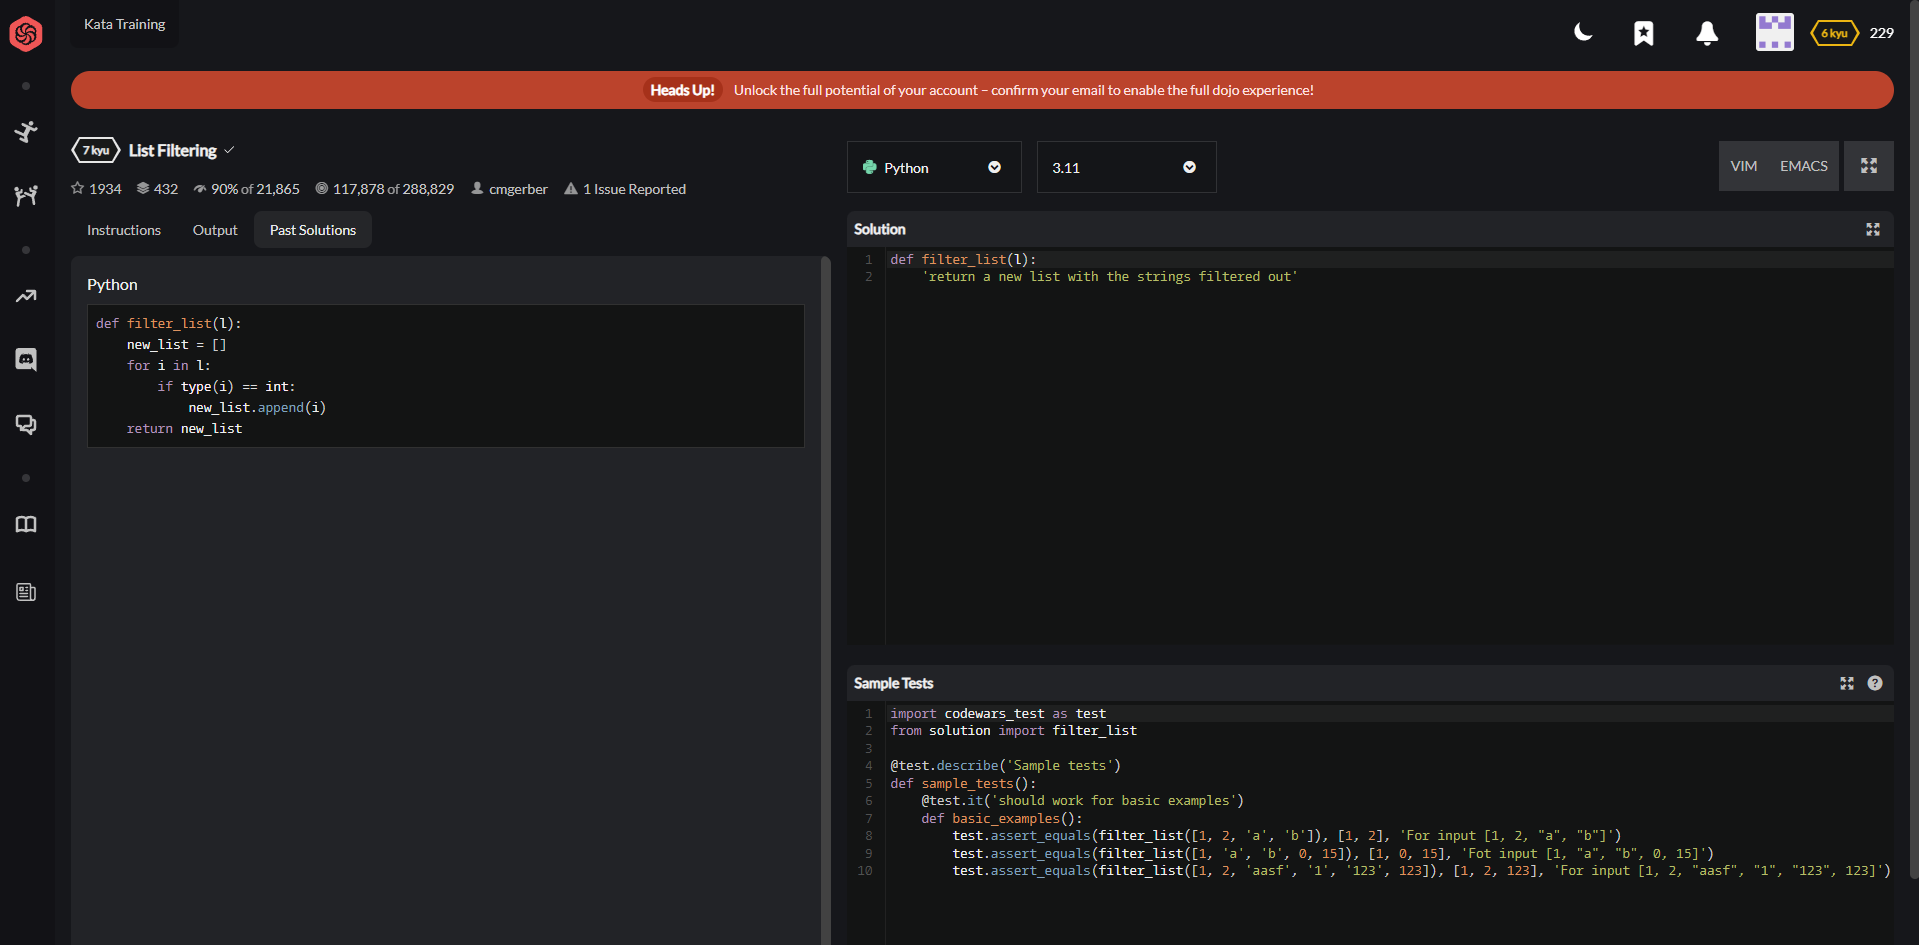 Kata Training
6 kyu 229
Heads Up! Unlock the full potential of your account – confirm your email to enable the full dojo experience!
7 kyu List Filtering
1934 432 90% of 21,865 117,878 of 288,829 cmgerber 1 Issue Reported
Instructions Output Past Solutions
Python
def filter_list(l):
    new_list = []
    for i in l:
        if type(i) == int:
            new_list.append(i)
    return new_list
Python 3.11 VIM EMACS
Solution
1 def filter_list(l):
2     'return a new list with the strings filtered out'
Sample Tests
1 import codewars_test as test
2 from solution import filter_list
3
4 @test.describe('Sample tests')
5 def sample_tests():
6     @test.it('should work for basic examples')
7     def basic_examples():
8         test.assert_equals(filter_list([1, 2, 'a', 'b']), [1, 2], 'For input [1, 2, "a", "b"]')
9         test.assert_equals(filter_list([1, 'a', 'b', 0, 15]), [1, 0, 15], 'Fot input [1, "a", "b", 0, 15]')
10         test.assert_equals(filter_list([1, 2, 'aasf', '1', '123', 123]), [1, 2, 123], 'For input [1, 2, "aasf", "1", "123", 123]')